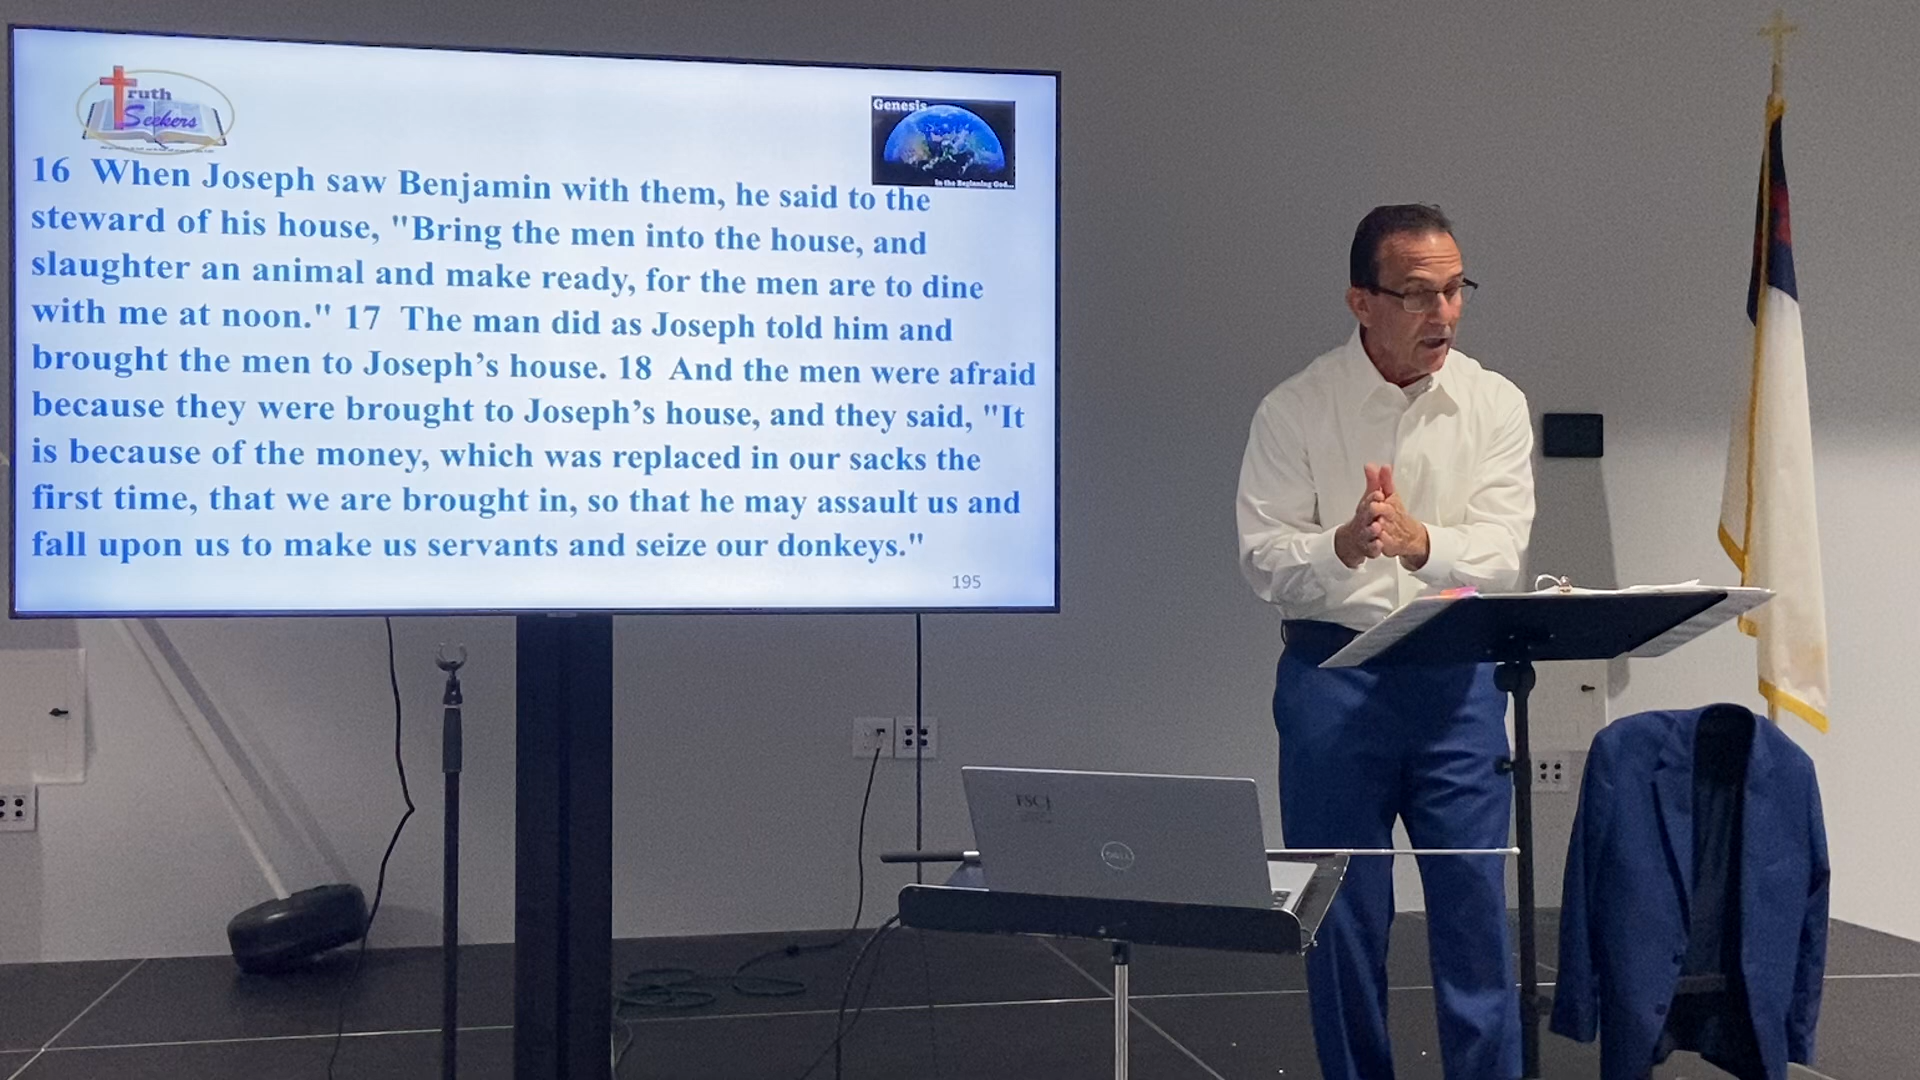 Truth
Seekers
Genesis
In the Beginning God...
16 When Joseph saw Benjamin with them, he said to the
steward of his house, "Bring the men into the house, and
slaughter an animal and make ready, for the men are to dine
with me at noon." 17 The man did as Joseph told him and
brought the men to Joseph’s house. 18 And the men were afraid
because they were brought to Joseph’s house, and they said, "It
is because of the money, which was replaced in our sacks the
first time, that we are brought in, so that he may assault us and
fall upon us to make us servants and seize our donkeys."
195
FSCJ
DELL